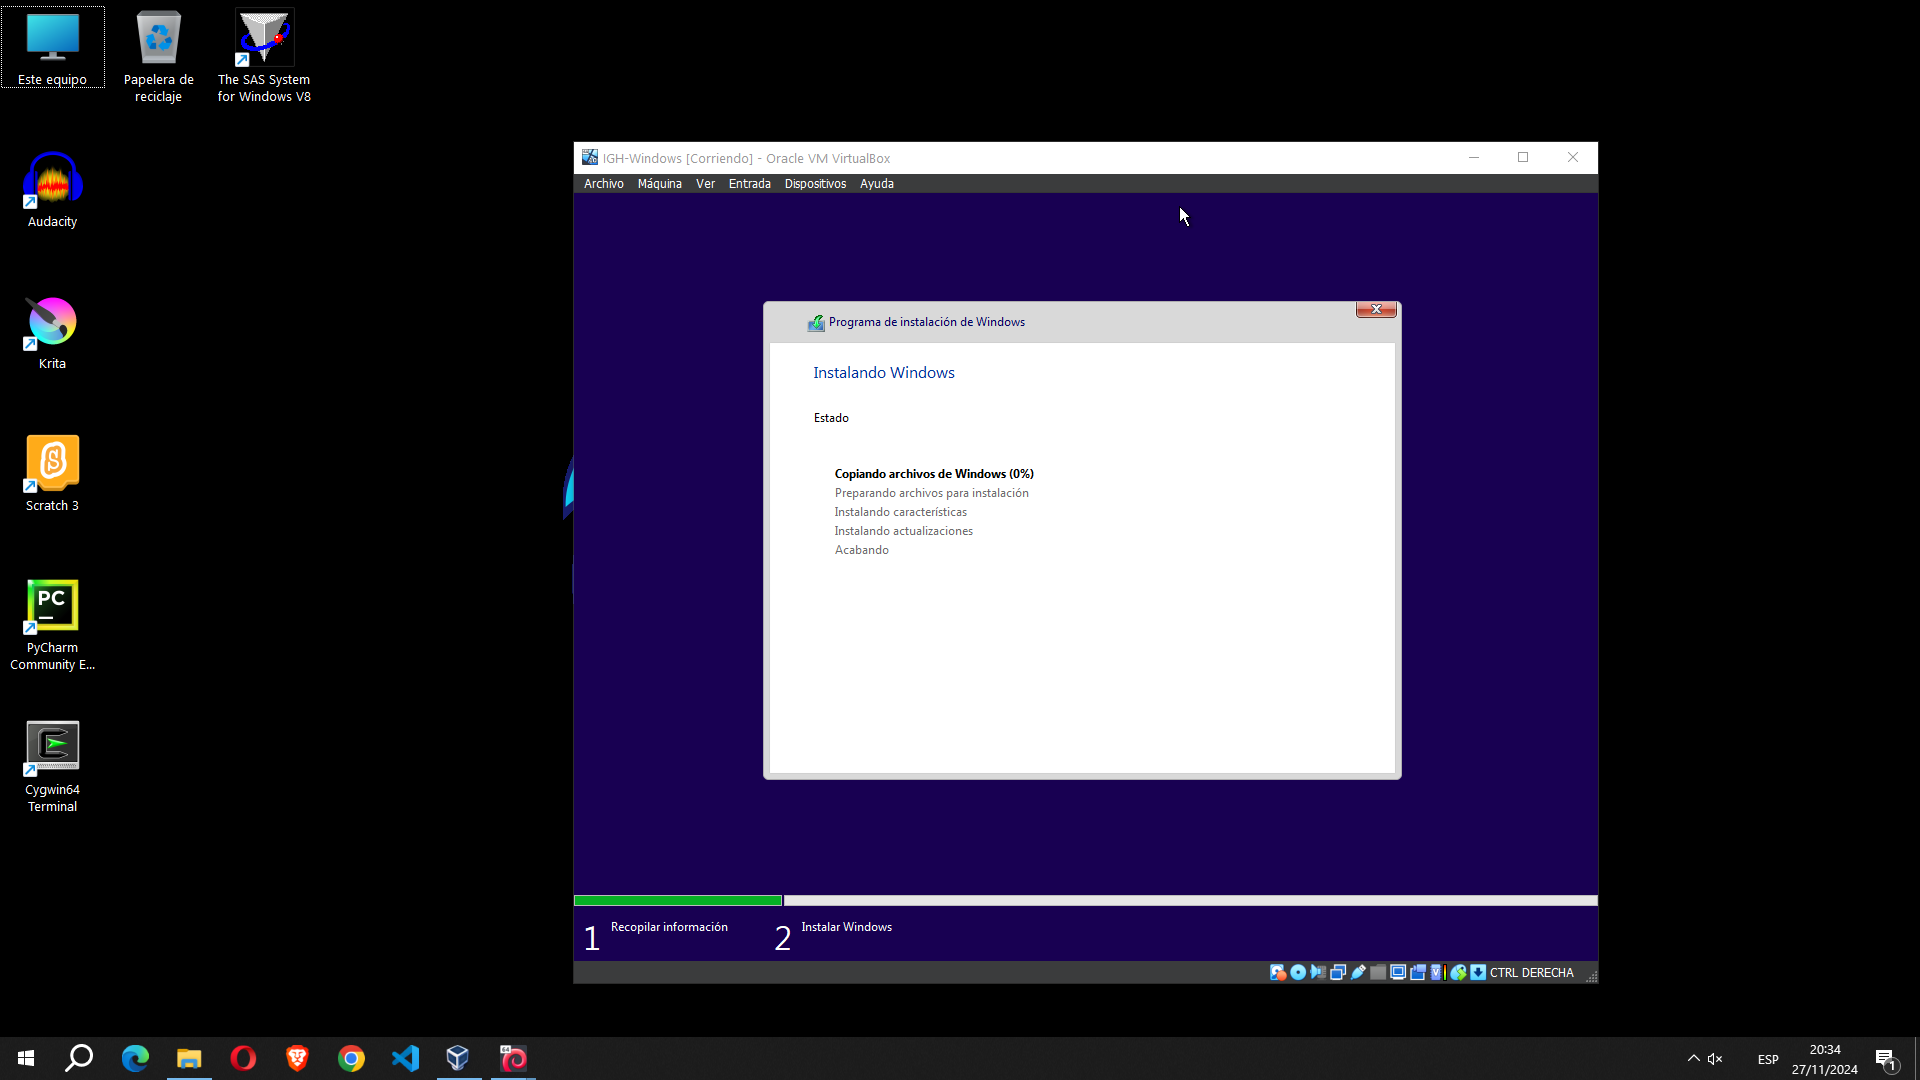 Este equipo
Papelera de
reciclaje
The SAS System
for Windows V8
Audacity
Krita
Scratch 3
PC
PyCharm
Community E...
Cygwin64
Terminal
IGH-Windows [Corriendo] - Oracle VM VirtualBox
Archivo Máquina Ver Entrada Dispositivos Ayuda
Programa de instalación de Windows
Instalando Windows
Estado
Copiando archivos de Windows (0%)
Preparando archivos para instalación
Instalando características
Instalando actualizaciones
Acabando
1 Recopilar información
2 Instalar Windows
CTRL DERECHA
ESP
20:34
27/11/2024
1